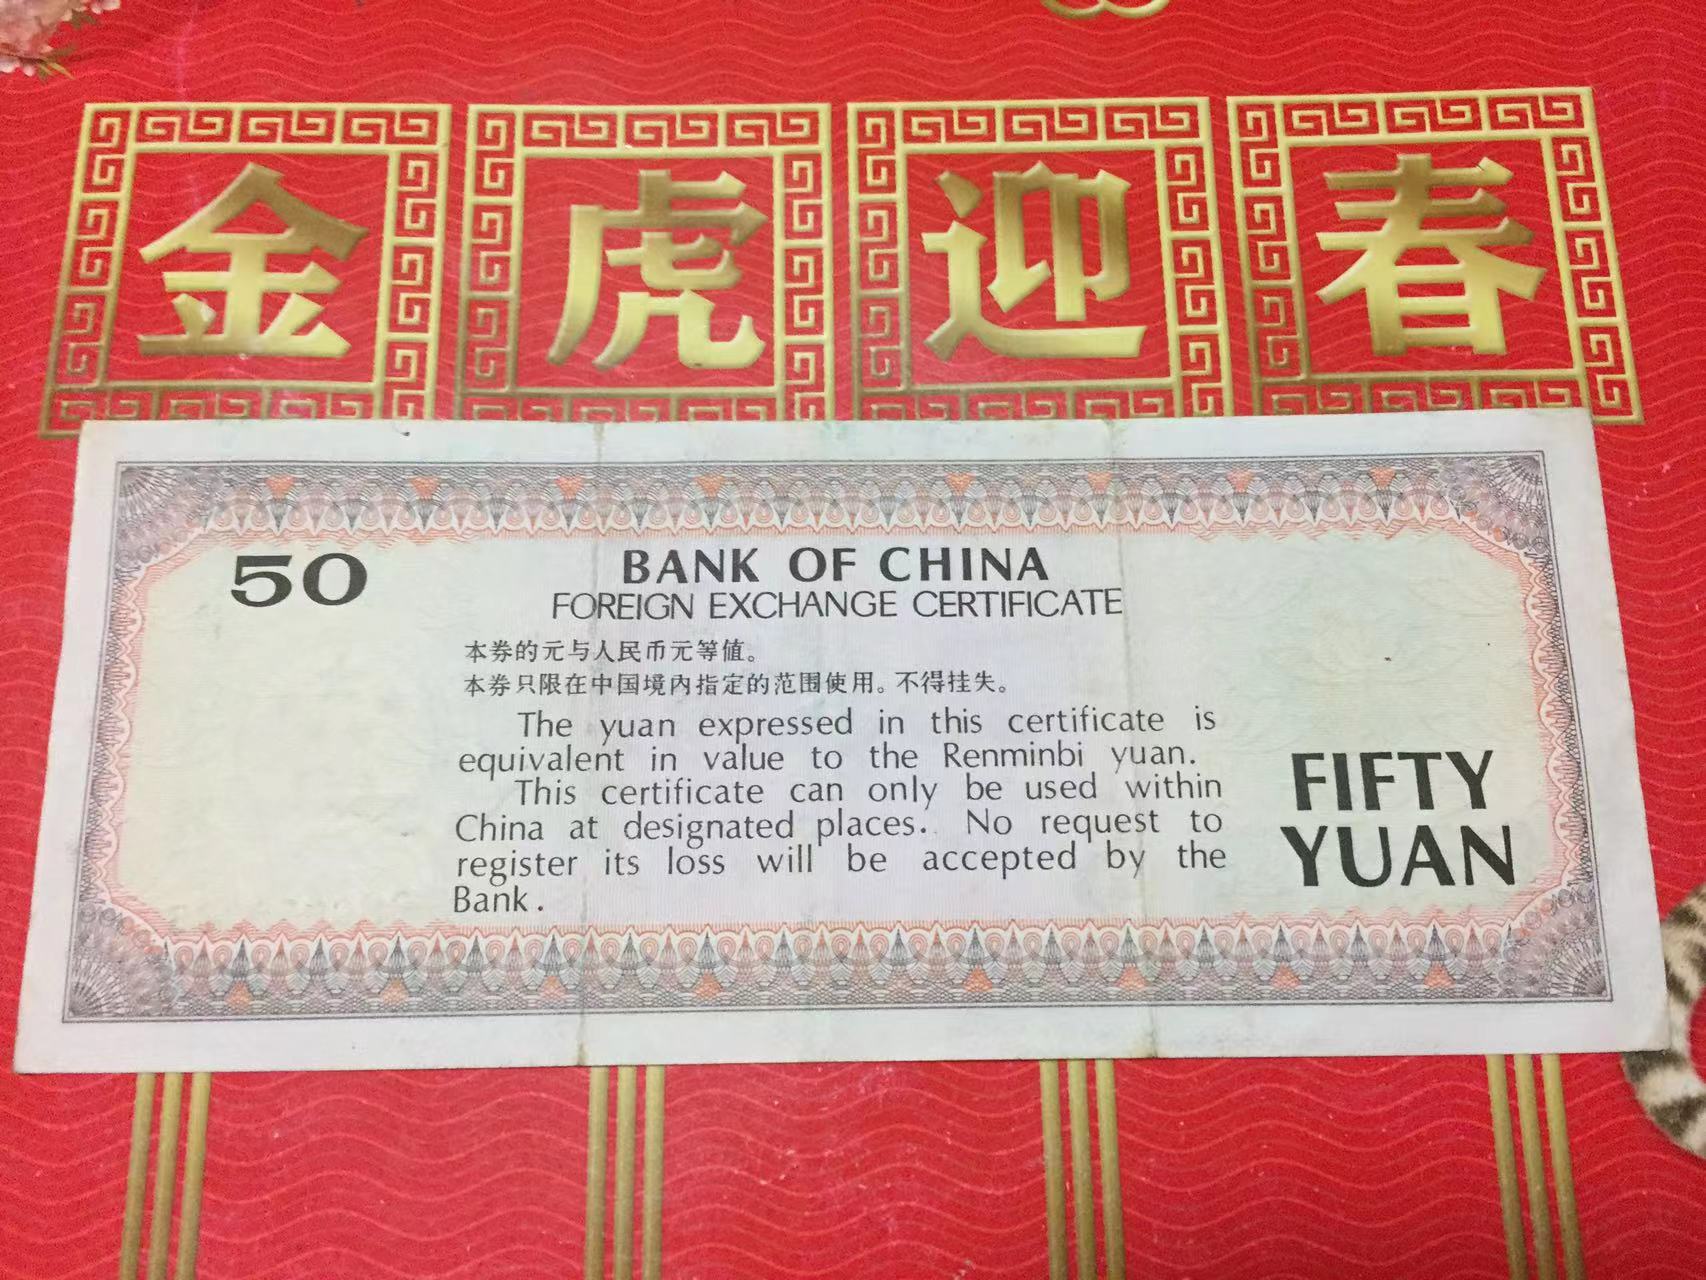 金虎迎春
50
BANK OF CHINA
FOREIGN EXCHANGE CERTIFICATE
本券的元与人民币元等值。
本券只限在中国境内指定的范围使用。不得挂失。
The yuan expressed in this certificate is
equivalent in value to the Renminbi yuan.
This certificate can only be used within
China at designated places. No request to
register its loss will be accepted by the
Bank.
FIFTY
YUAN